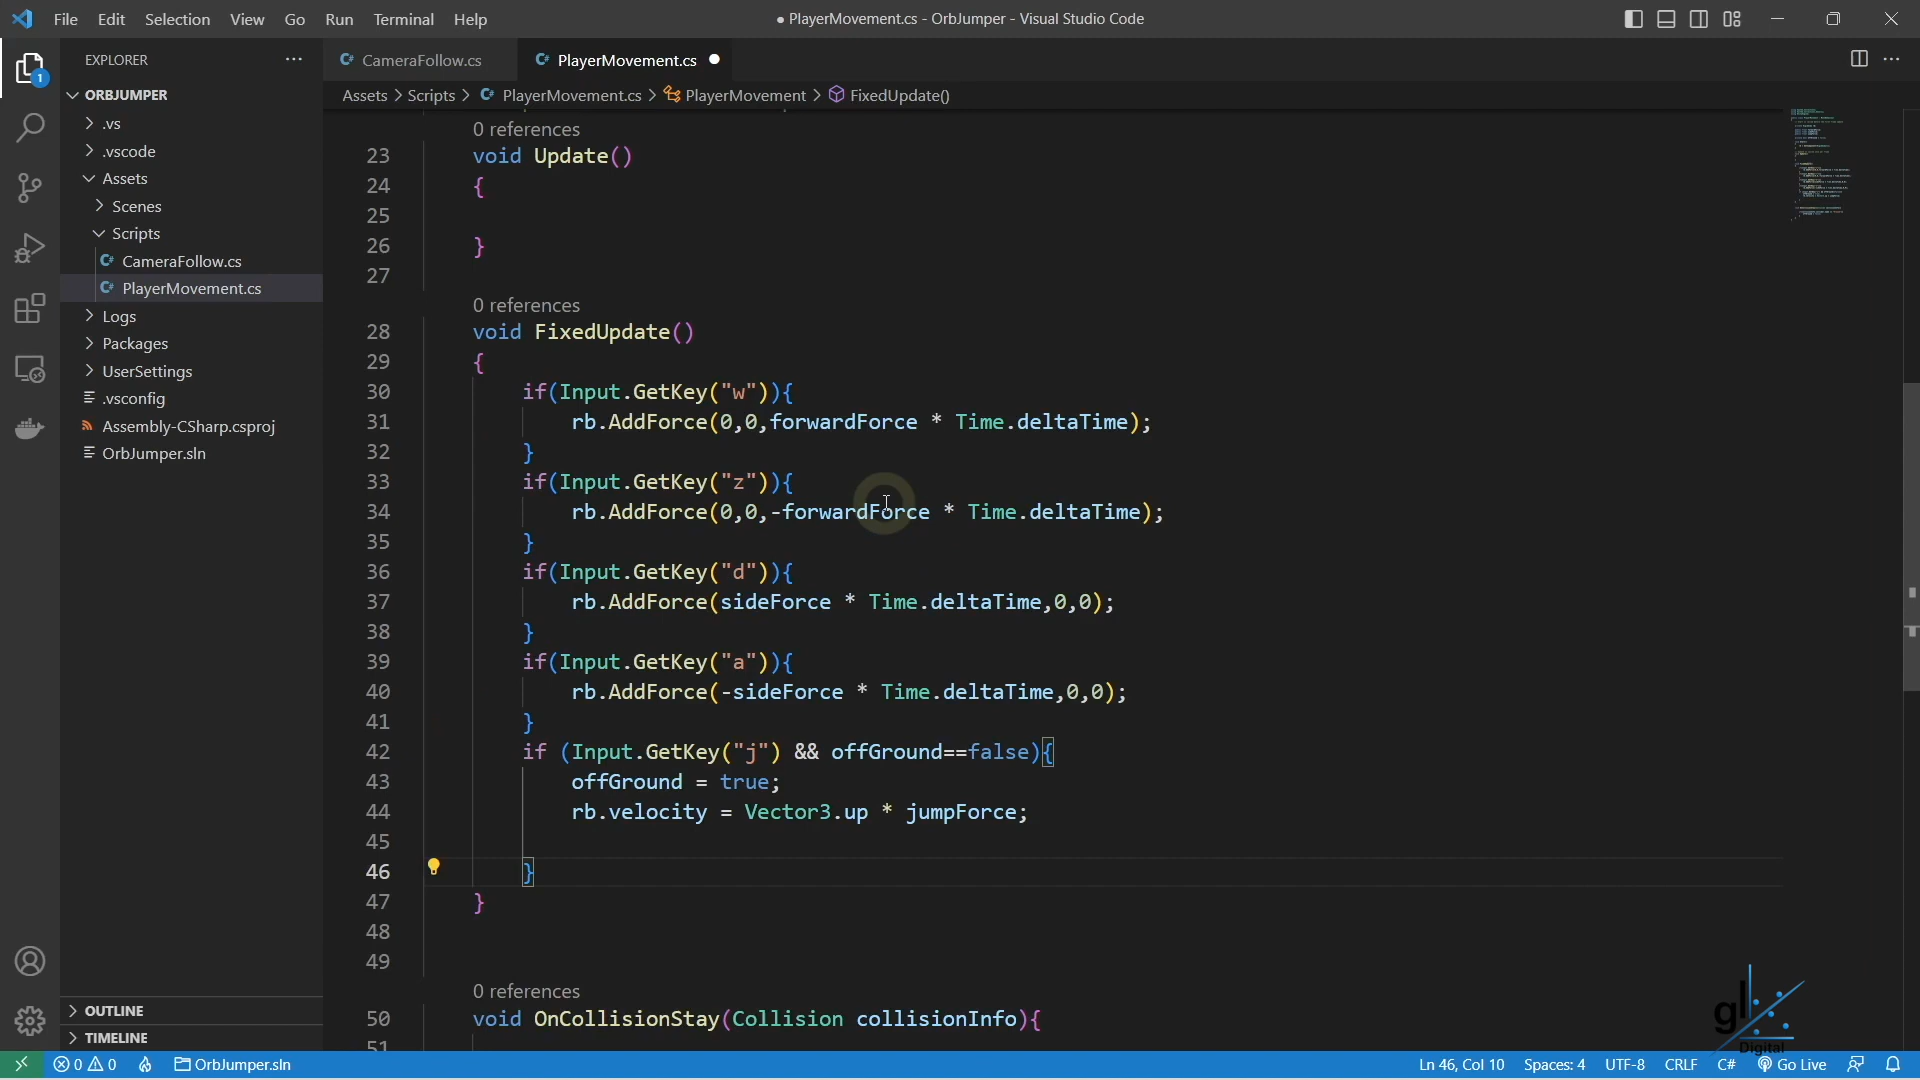 File Edit Selection View Go Run Terminal Help
● PlayerMovement.cs - OrbJumper - Visual Studio Code
EXPLORER
CameraFollow.cs
PlayerMovement.cs
ORBJUMPER
Assets > Scripts > PlayerMovement.cs > PlayerMovement > FixedUpdate()
.vs
.vscode
Assets
Scenes
Scripts
CameraFollow.cs
PlayerMovement.cs
Logs
Packages
UserSettings
.vsconfig
Assembly-CSharp.csproj
OrbJumper.sln
OUTLINE
TIMELINE
1
0 references
23 void Update()
24 {
25
26 }
27
0 references
28 void FixedUpdate()
29 {
30 if(Input.GetKey("w")){
31 rb.AddForce(0,0,forwardForce * Time.deltaTime);
32 }
33 if(Input.GetKey("z")){
34 rb.AddForce(0,0,-forwardForce * Time.deltaTime);
35 }
36 if(Input.GetKey("d")){
37 rb.AddForce(sideForce * Time.deltaTime,0,0);
38 }
39 if(Input.GetKey("a")){
40 rb.AddForce(-sideForce * Time.deltaTime,0,0);
41 }
42 if (Input.GetKey("j") && offGround==false){
43 offGround = true;
44 rb.velocity = Vector3.up * jumpForce;
45
46 }
47 }
48
49
0 references
50 void OnCollisionStay(Collision collisionInfo){
51
gl
Digital
0 0 OrbJumper.sln
Ln 46, Col 10 Spaces: 4 UTF-8 CRLF C# Go Live